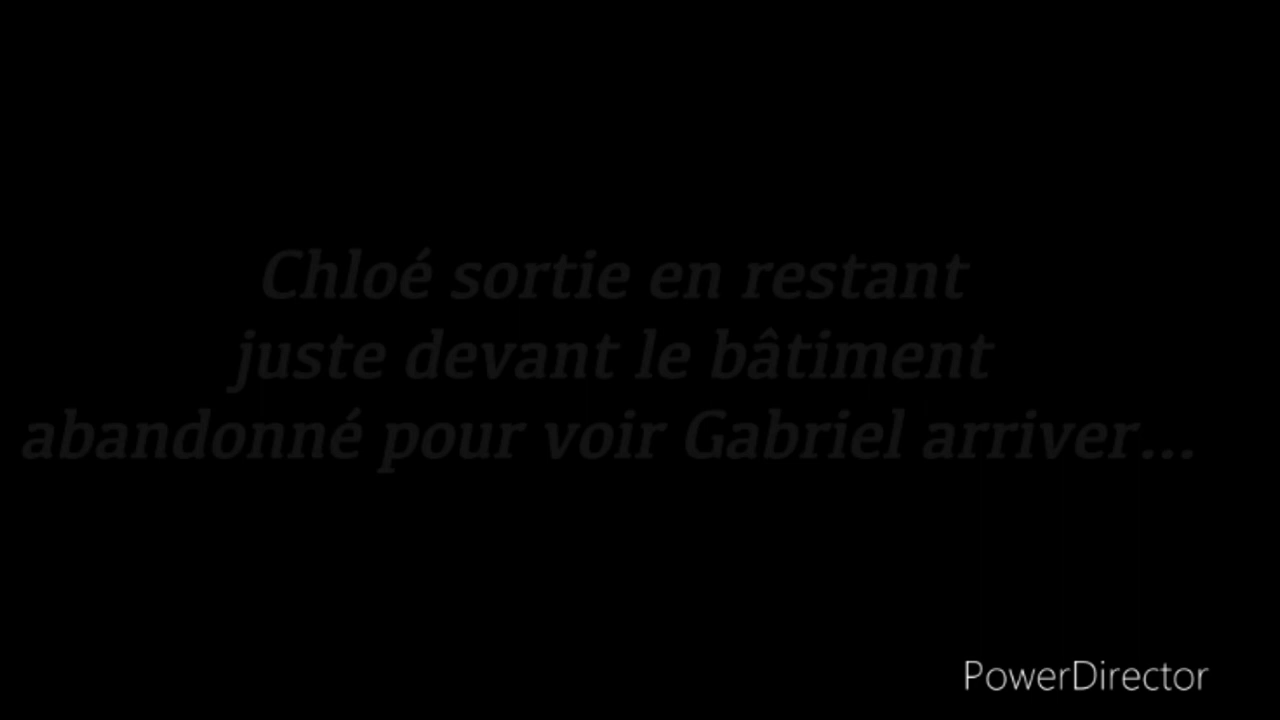 Chloé sortie en restant
juste devant le bâtiment
abandonné pour voir Gabriel arriver...
PowerDirector